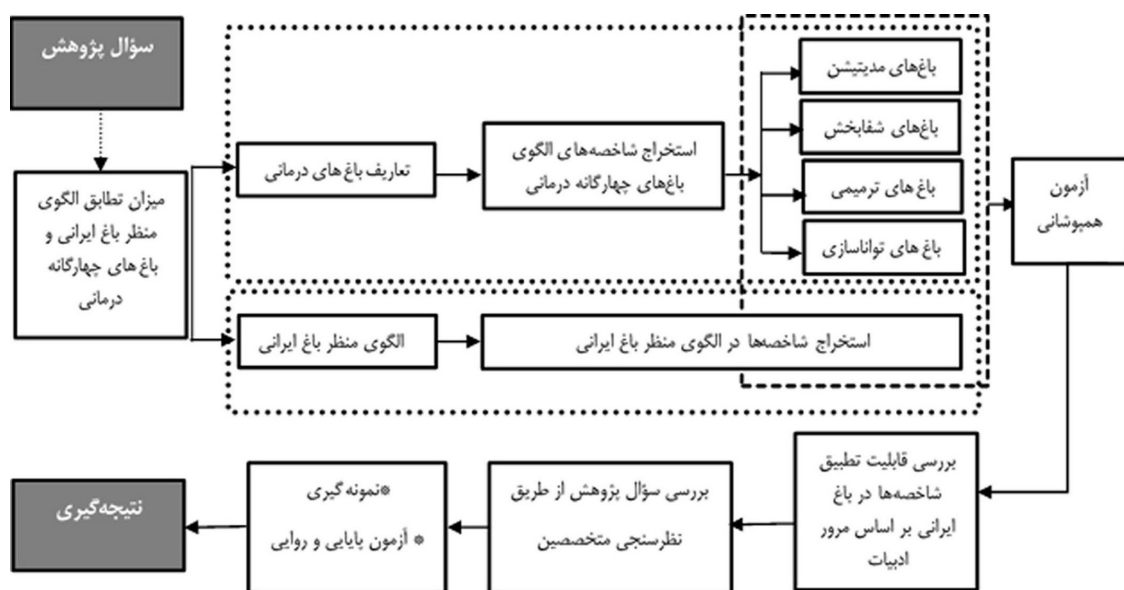 سؤال پژوهش
میزان تطابق الگوی
منظر باغ ایرانی و
باغ های چهارگانه
درمانی
تعاریف باغ‌های درمانی
استخراج شاخصه‌های الگوی
باغ‌های چهارگانه درمانی
باغ‌های مدیتیشن
باغ‌های شفابخش
باغ‌های ترمیمی
باغ های تواناسازی
الگوی منظر باغ ایرانی
استخراج شاخصه‌ها در الگوی منظر باغ ایرانی
آزمون
همپوشانی
بررسی قابلیت تطبیق
شاخصه‌ها در باغ
ایرانی بر اساس مرور
ادبیات
بررسی سؤال پژوهش از طریق
نظرسنجی متخصصین
*نمونه گیری
* آزمون پایایی و روایی
نتیجه‌گیری